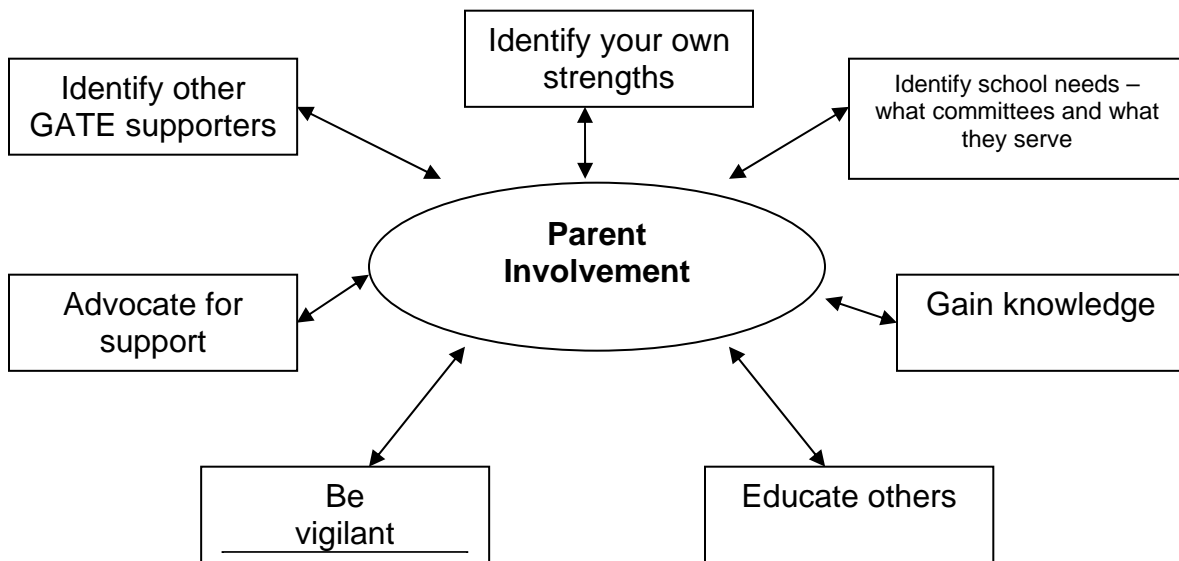 Identify your own
strengths
Identify other
GATE supporters
Identify school needs –
what committees and what
they serve
Parent
Involvement
Advocate for
support
Gain knowledge
Be
vigilant
Educate others